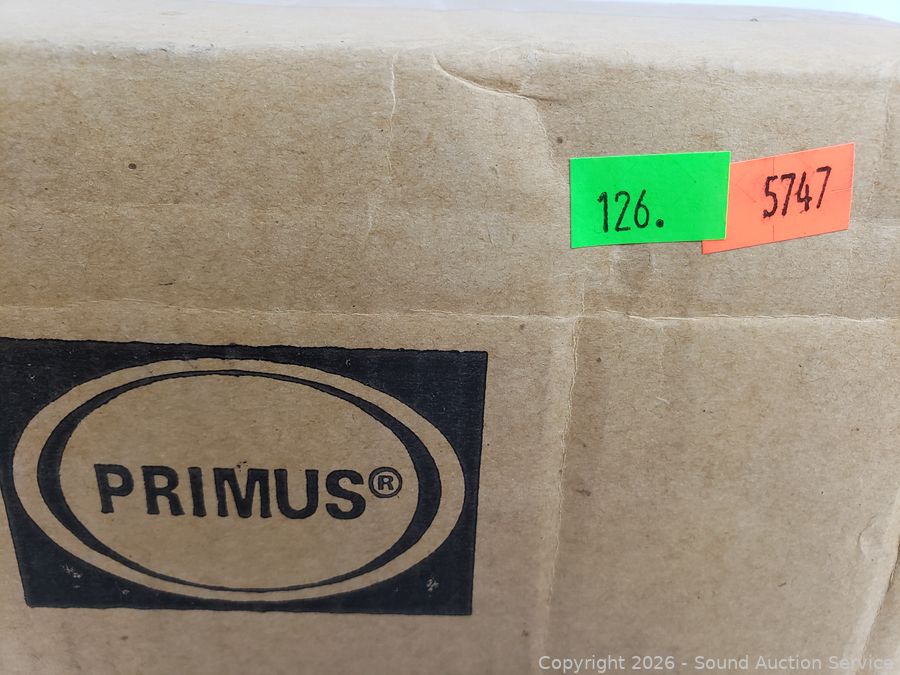 126.
5747
PRIMUS®
Copyright 2026 - Sound Auction Service